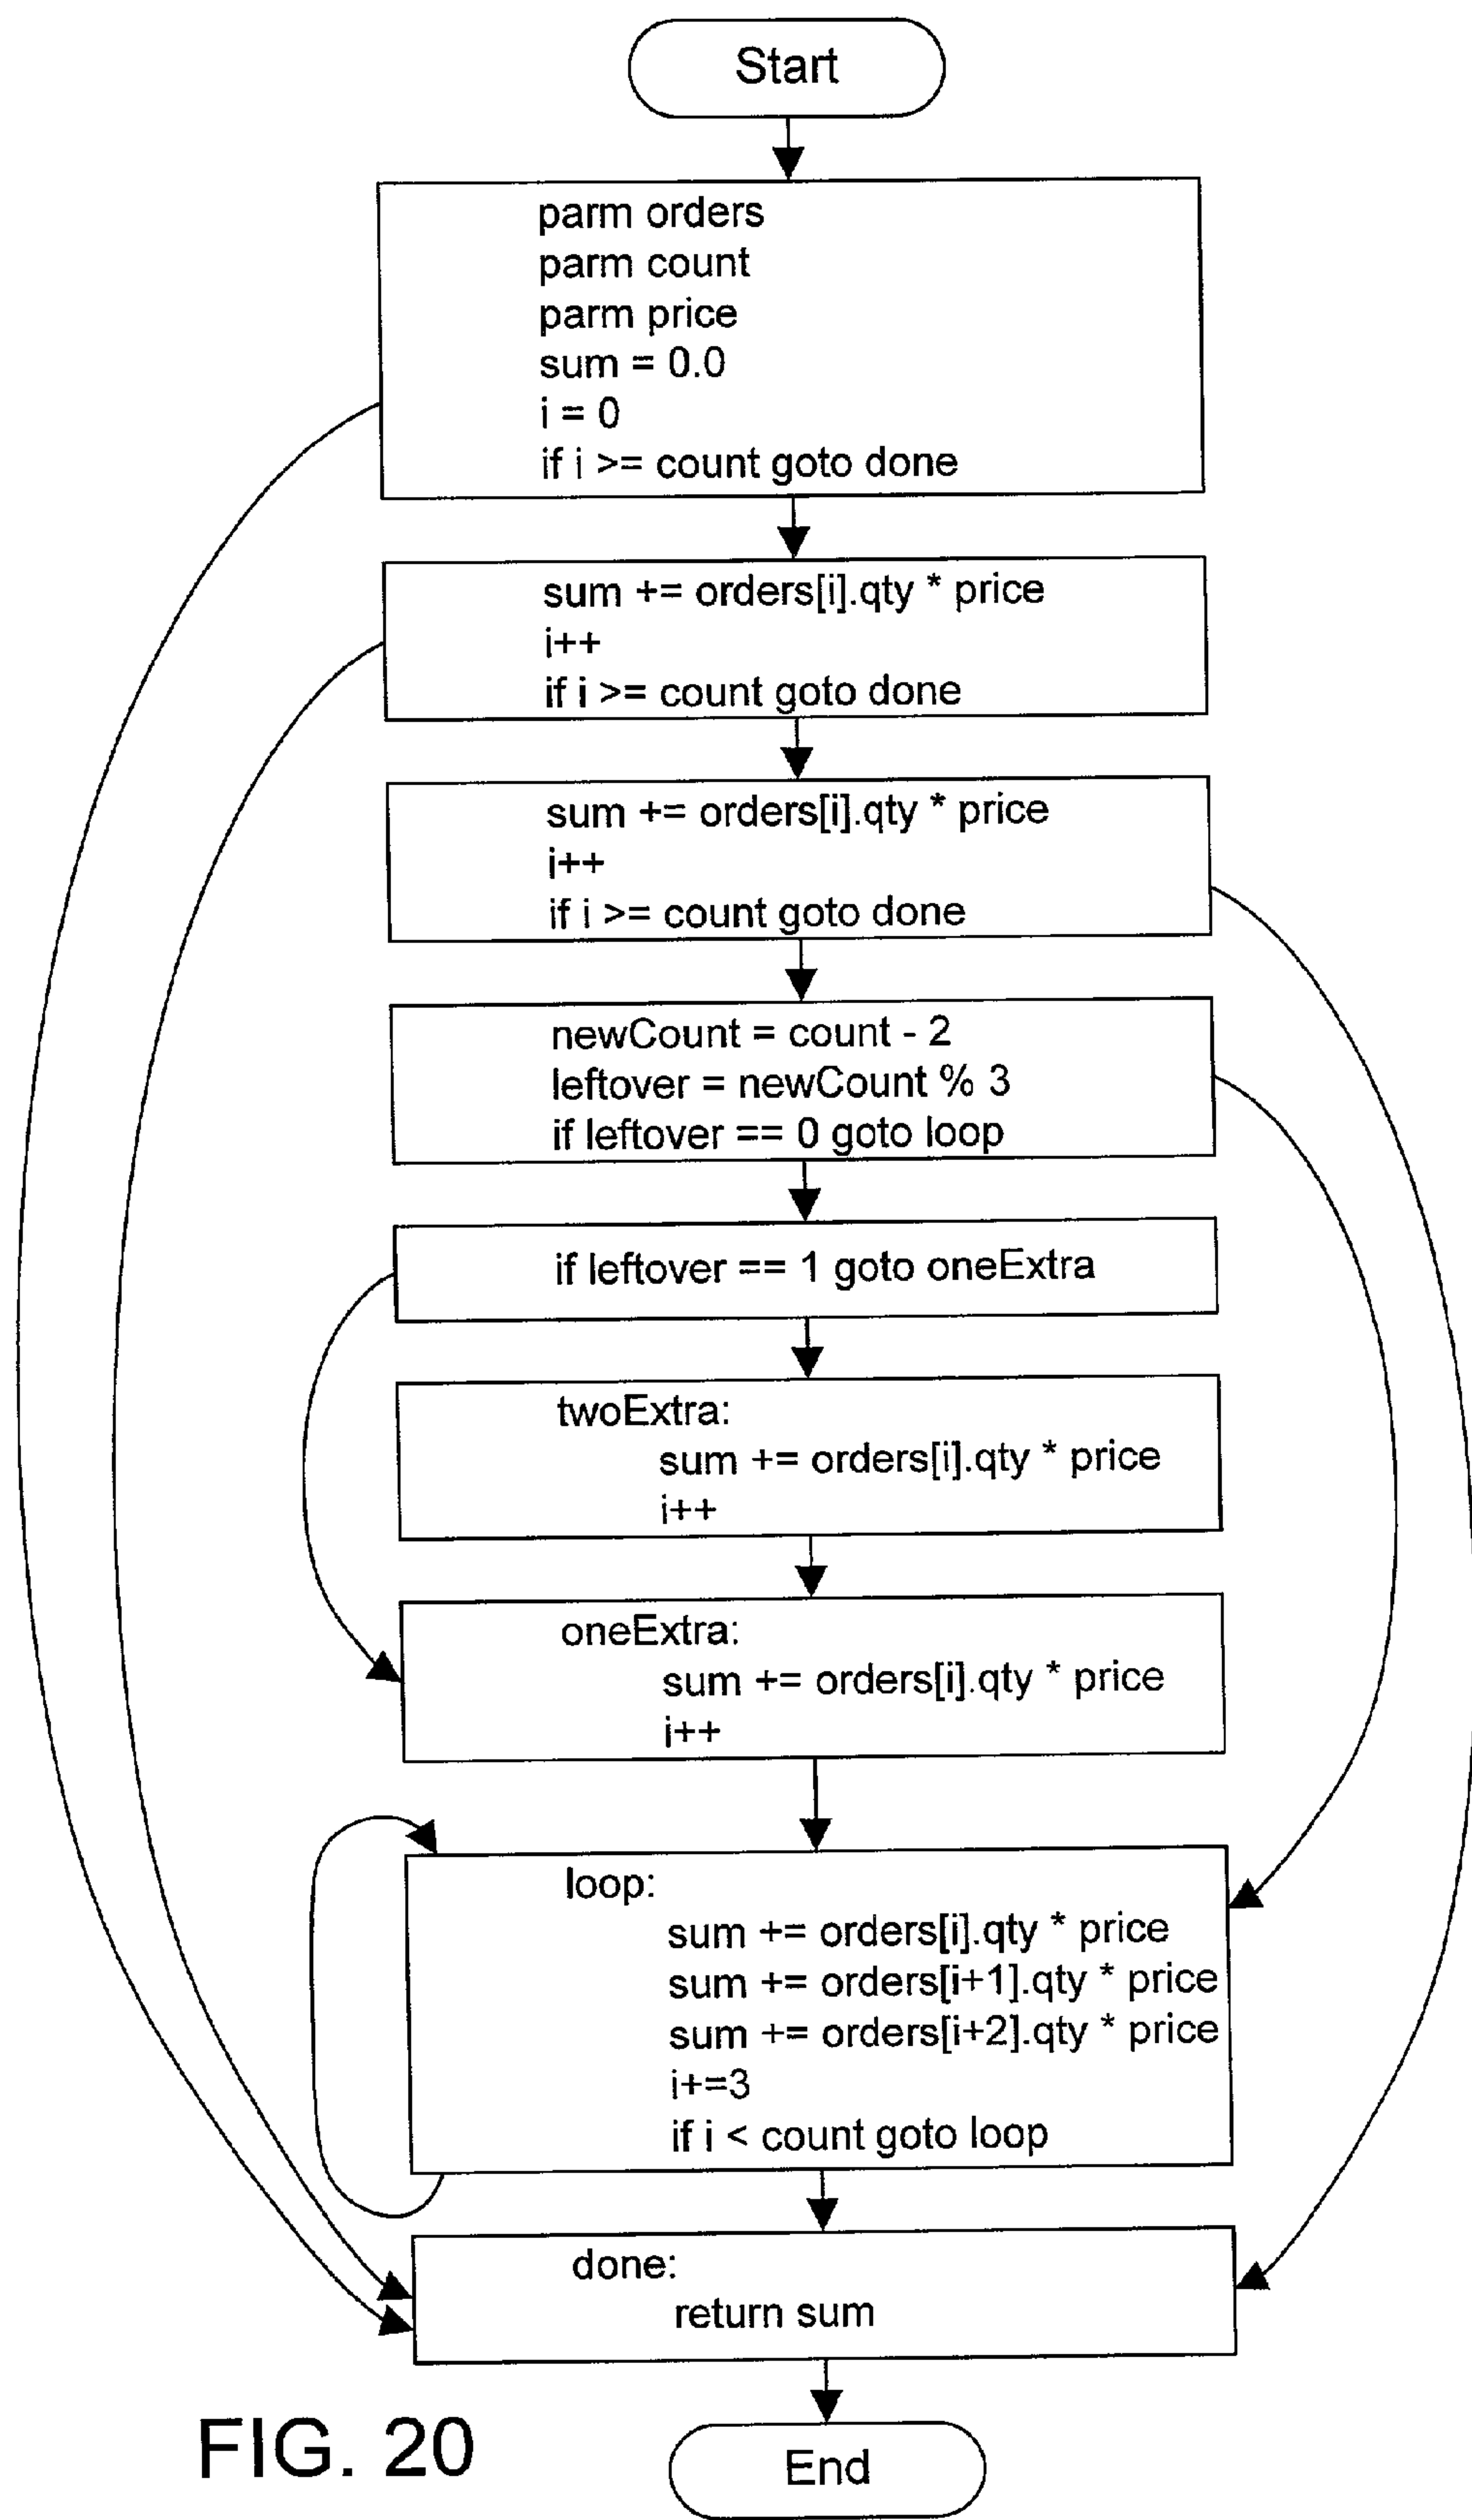 Start
parm orders
parm count
parm price
sum = 0.0
i = 0
if i >= count goto done
sum += orders[i].qty * price
i++
if i >= count goto done
sum += orders[i].qty * price
i++
if i >= count goto done
newCount = count - 2
leftover = newCount % 3
if leftover == 0 goto loop
if leftover == 1 goto oneExtra
twoExtra:
sum += orders[i].qty * price
i++
oneExtra:
sum += orders[i].qty * price
i++
loop:
sum += orders[i].qty * price
sum += orders[i+1].qty * price
sum += orders[i+2].qty * price
i+=3
if i < count goto loop
done:
return sum
End
FIG. 20